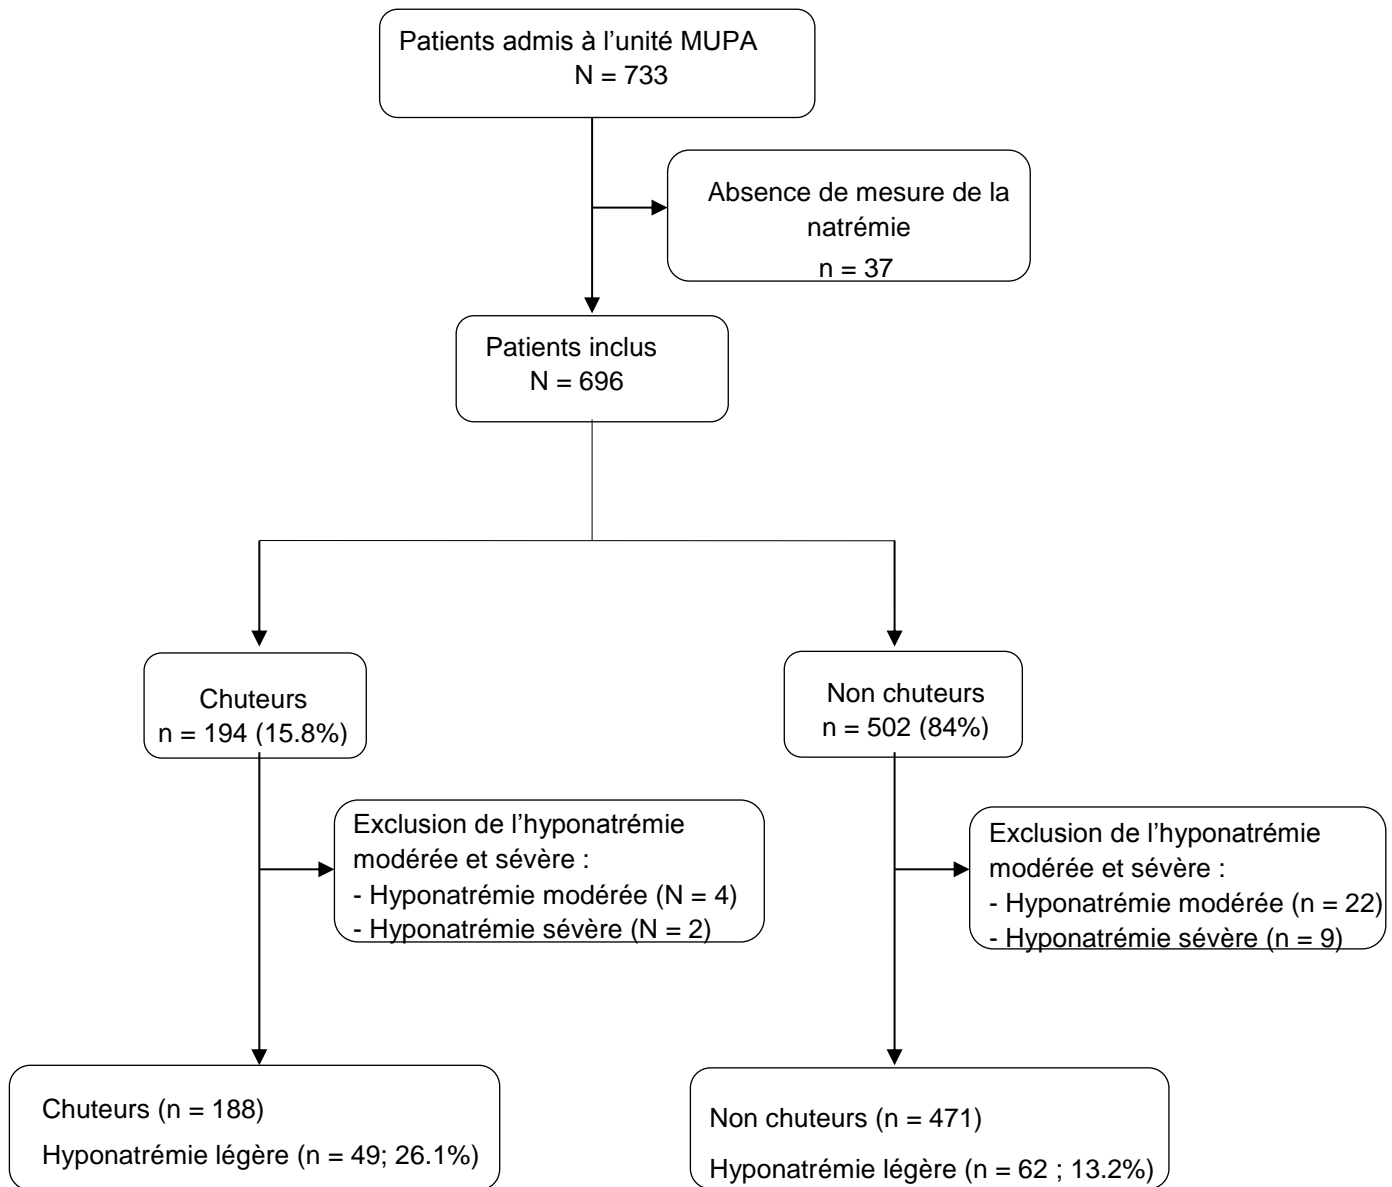 Patients admis à l’unité MUPA
N = 733
Absence de mesure de la
natrémie
n = 37
Patients inclus
N = 696
Chuteurs
n = 194 (15.8%)
Non chuteurs
n = 502 (84%)
Exclusion de l’hyponatrémie
modérée et sévère :
- Hyponatrémie modérée (N = 4)
- Hyponatrémie sévère (N = 2)
Exclusion de l’hyponatrémie
modérée et sévère :
- Hyponatrémie modérée (n = 22)
- Hyponatrémie sévère (n = 9)
Chuteurs (n = 188)
Hyponatrémie légère (n = 49; 26.1%)
Non chuteurs (n = 471)
Hyponatrémie légère (n = 62 ; 13.2%)